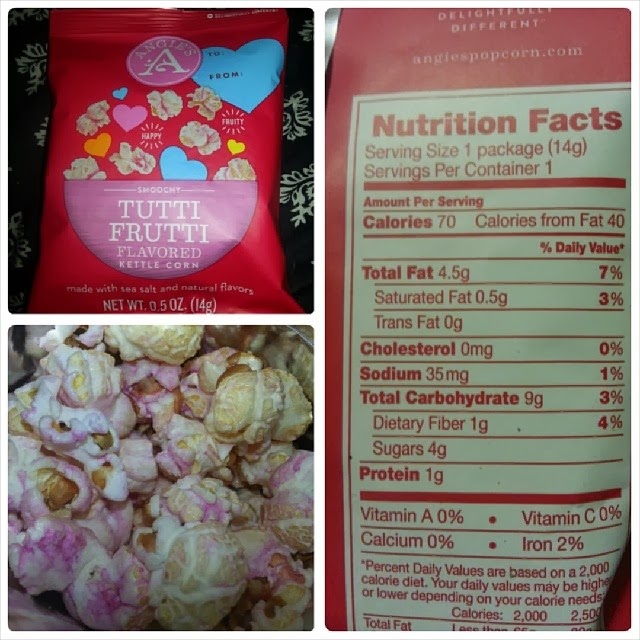 ANGIE'S
A
TO:
FROM:
HAPPY
FRUITY
SMOOCHY
TUTTI
FRUTTI
FLAVORED
KETTLE CORN
made with sea salt and natural flavors
NET WT. 0.5 OZ. (14g)
DELIGHTFULLY
DIFFERENT
angiespopcorn.com
Nutrition Facts
Serving Size 1 package (14g)
Servings Per Container 1
Amount Per Serving
Calories 70 Calories from Fat 40
% Daily Value*
Total Fat 4.5g 7%
Saturated Fat 0.5g 3%
Trans Fat 0g
Cholesterol 0mg 0%
Sodium 35mg 1%
Total Carbohydrate 9g 3%
Dietary Fiber 1g 4%
Sugars 4g
Protein 1g
Vitamin A 0% • Vitamin C 0%
Calcium 0% • Iron 2%
*Percent Daily Values are based on a 2,000
calorie diet. Your daily values may be highe
or lower depending on your calorie needs:
Calories: 2,000 2,500
Total Fat Less than